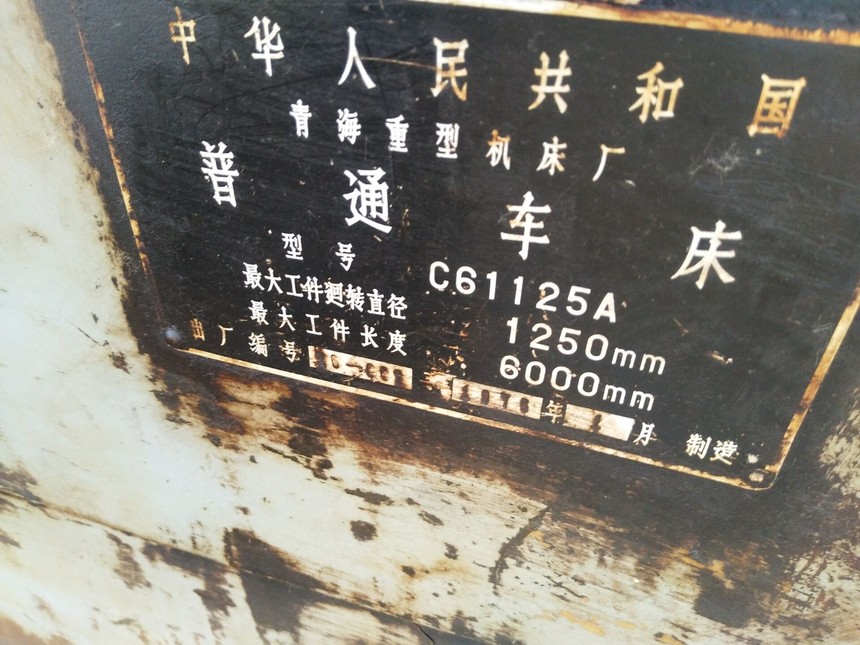 中华人民共和国
青海重型机床厂
普通车床
型号 C61125A
最大工件迴转直径 1250mm
最大工件长度 6000mm
出厂编号 年 月 制造